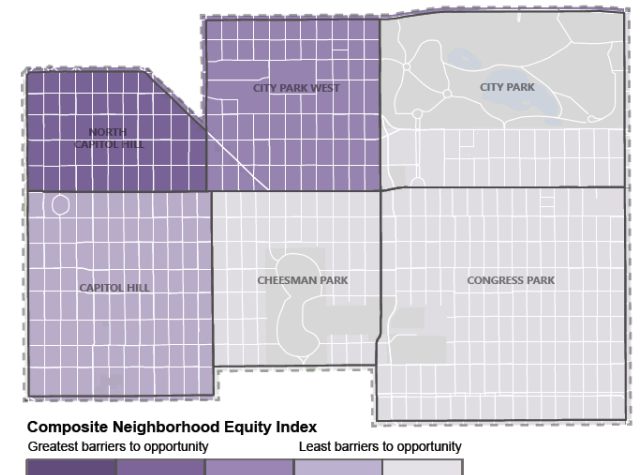 CITY PARK WEST
CITY PARK
NORTH
CAPITOL HILL
CAPITOL HILL
CHEESMAN PARK
CONGRESS PARK
Composite Neighborhood Equity Index
Greatest barriers to opportunity
Least barriers to opportunity